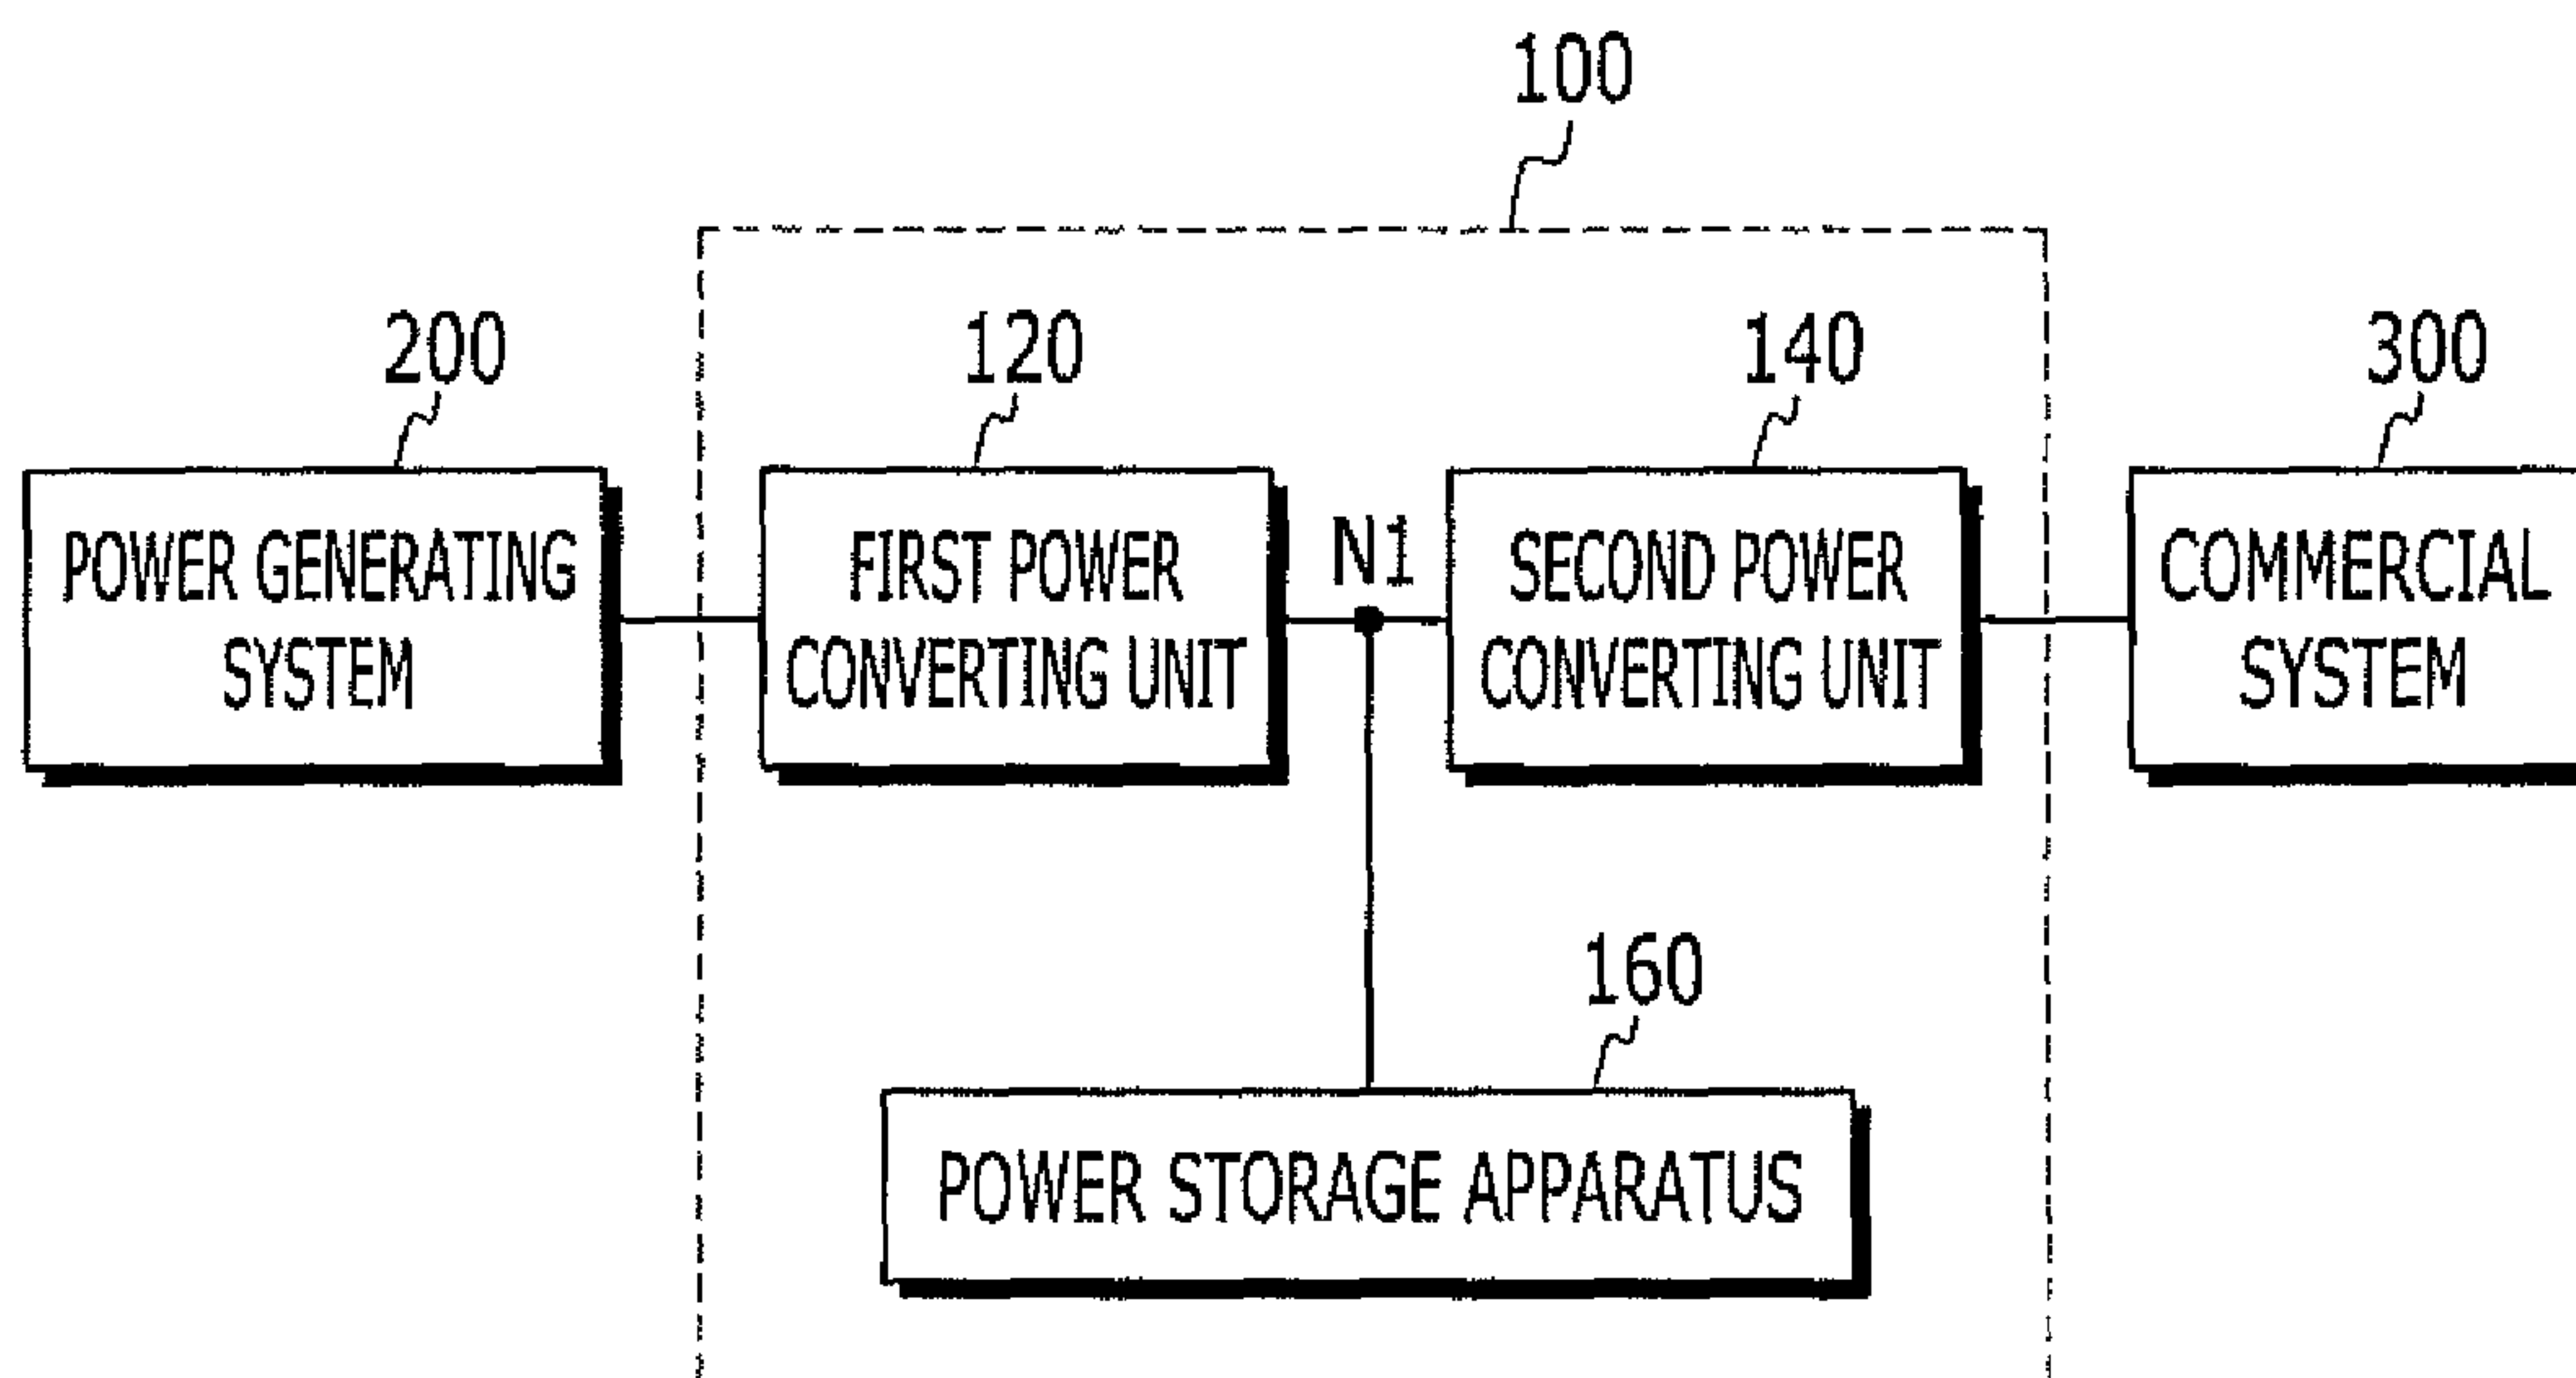 100
200
120
140
300
N1
POWER GENERATING
SYSTEM
FIRST POWER
CONVERTING UNIT
SECOND POWER
CONVERTING UNIT
COMMERCIAL
SYSTEM
160
POWER STORAGE APPARATUS